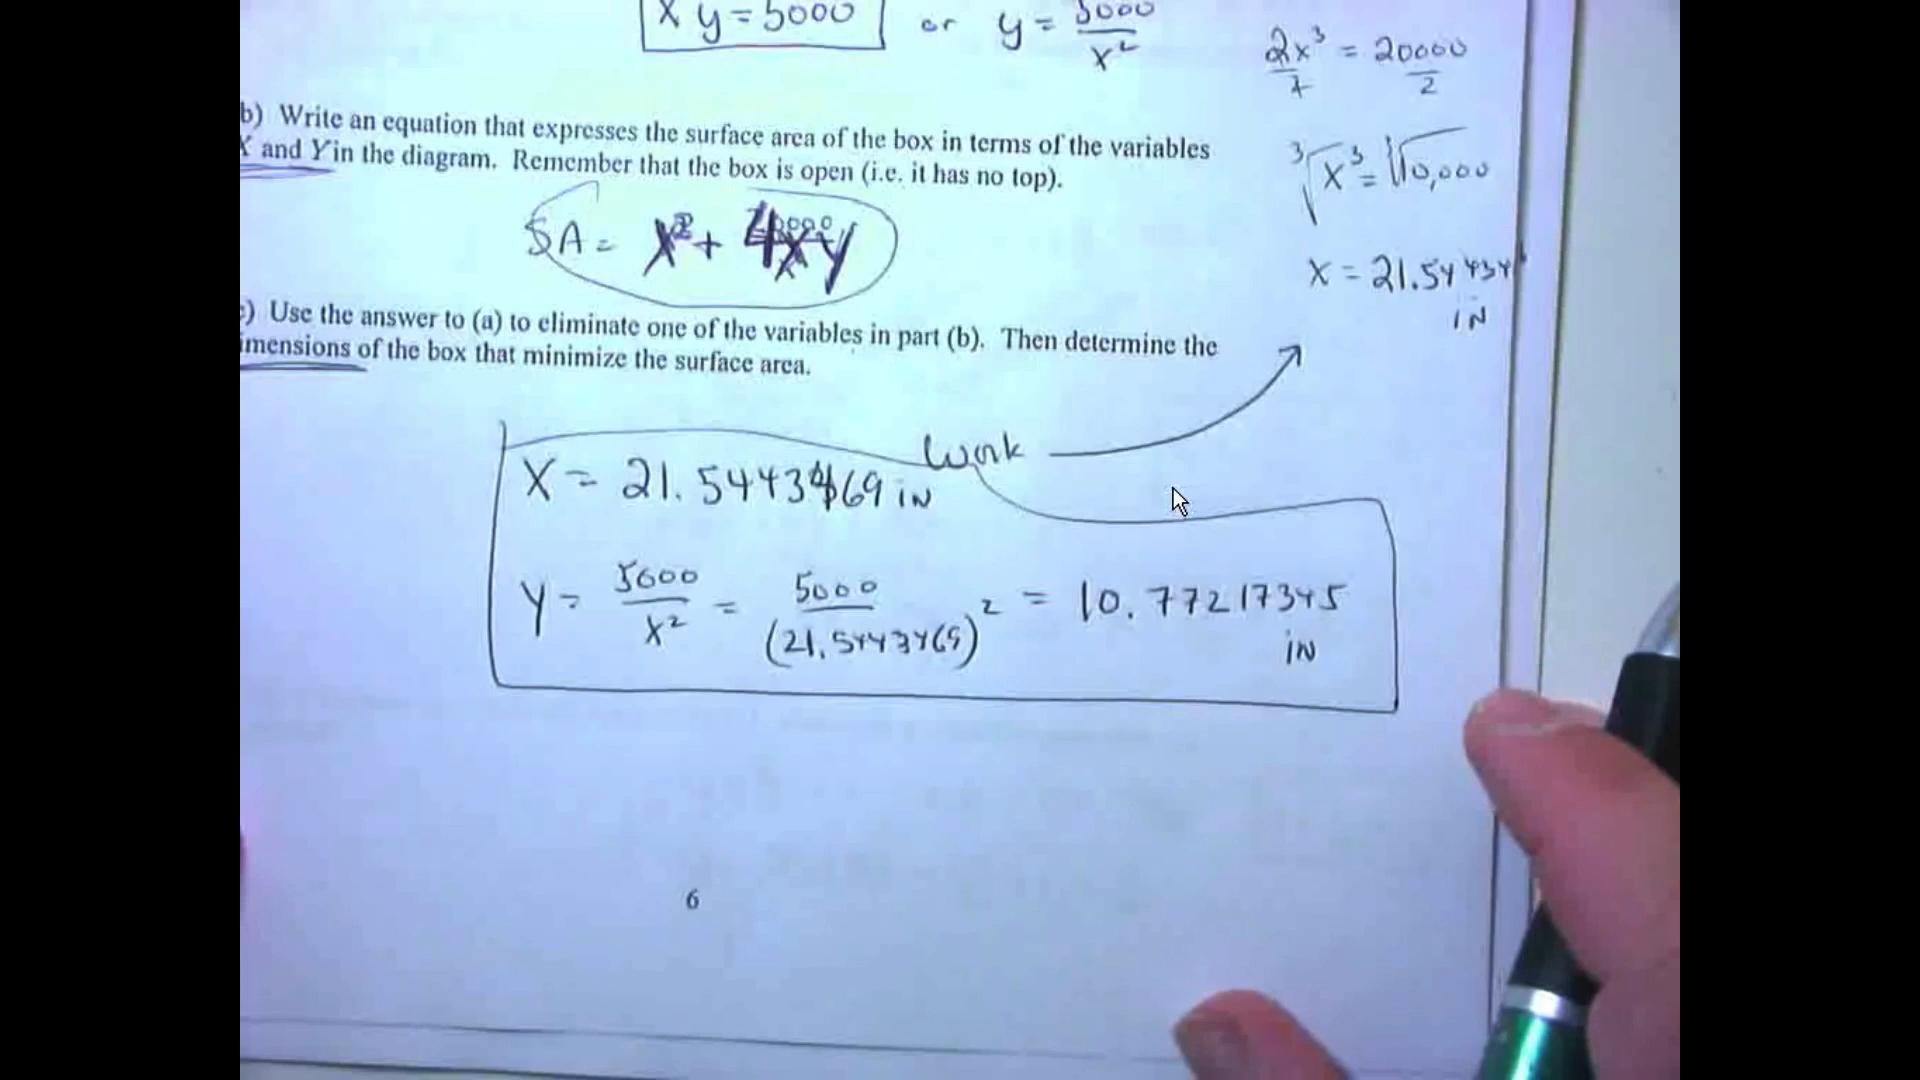 x y = 5000 or y = 5000 / x²
2x³ / 2 = 20000 / 2
b) Write an equation that expresses the surface area of the box in terms of the variables
X and Y in the diagram. Remember that the box is open (i.e. it has no top).
³√x³ = ³√10,000
SA = x² + 4xy
x = 21.54434
in
c) Use the answer to (a) to eliminate one of the variables in part (b). Then determine the
imensions of the box that minimize the surface area.
Work
X = 21.5443469 in
Y = 5000 / x² = 5000 / (21.5443469)² = 10.77217345
in
6